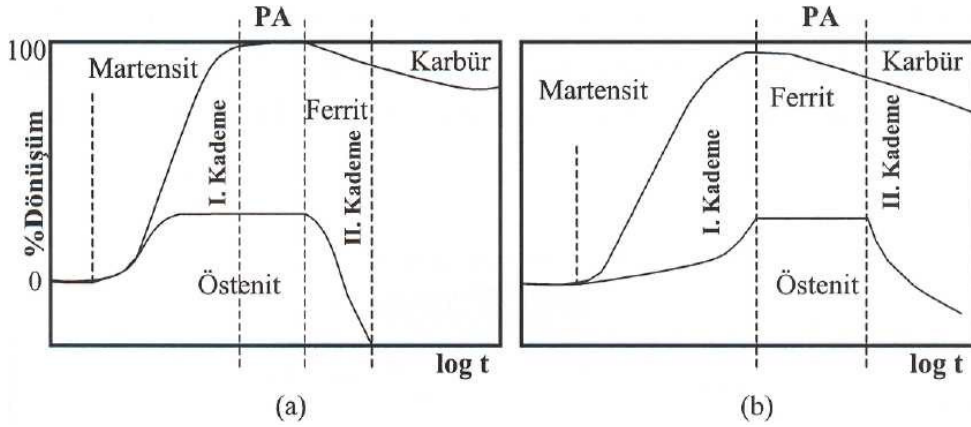 PA
100
Martensit
Karbür
Ferrit
I. Kademe
II. Kademe
%Dönüşüm
0
Östenit
log t
(a)
PA
Karbür
Martensit
Ferrit
I. Kademe
II. Kademe
Östenit
log t
(b)